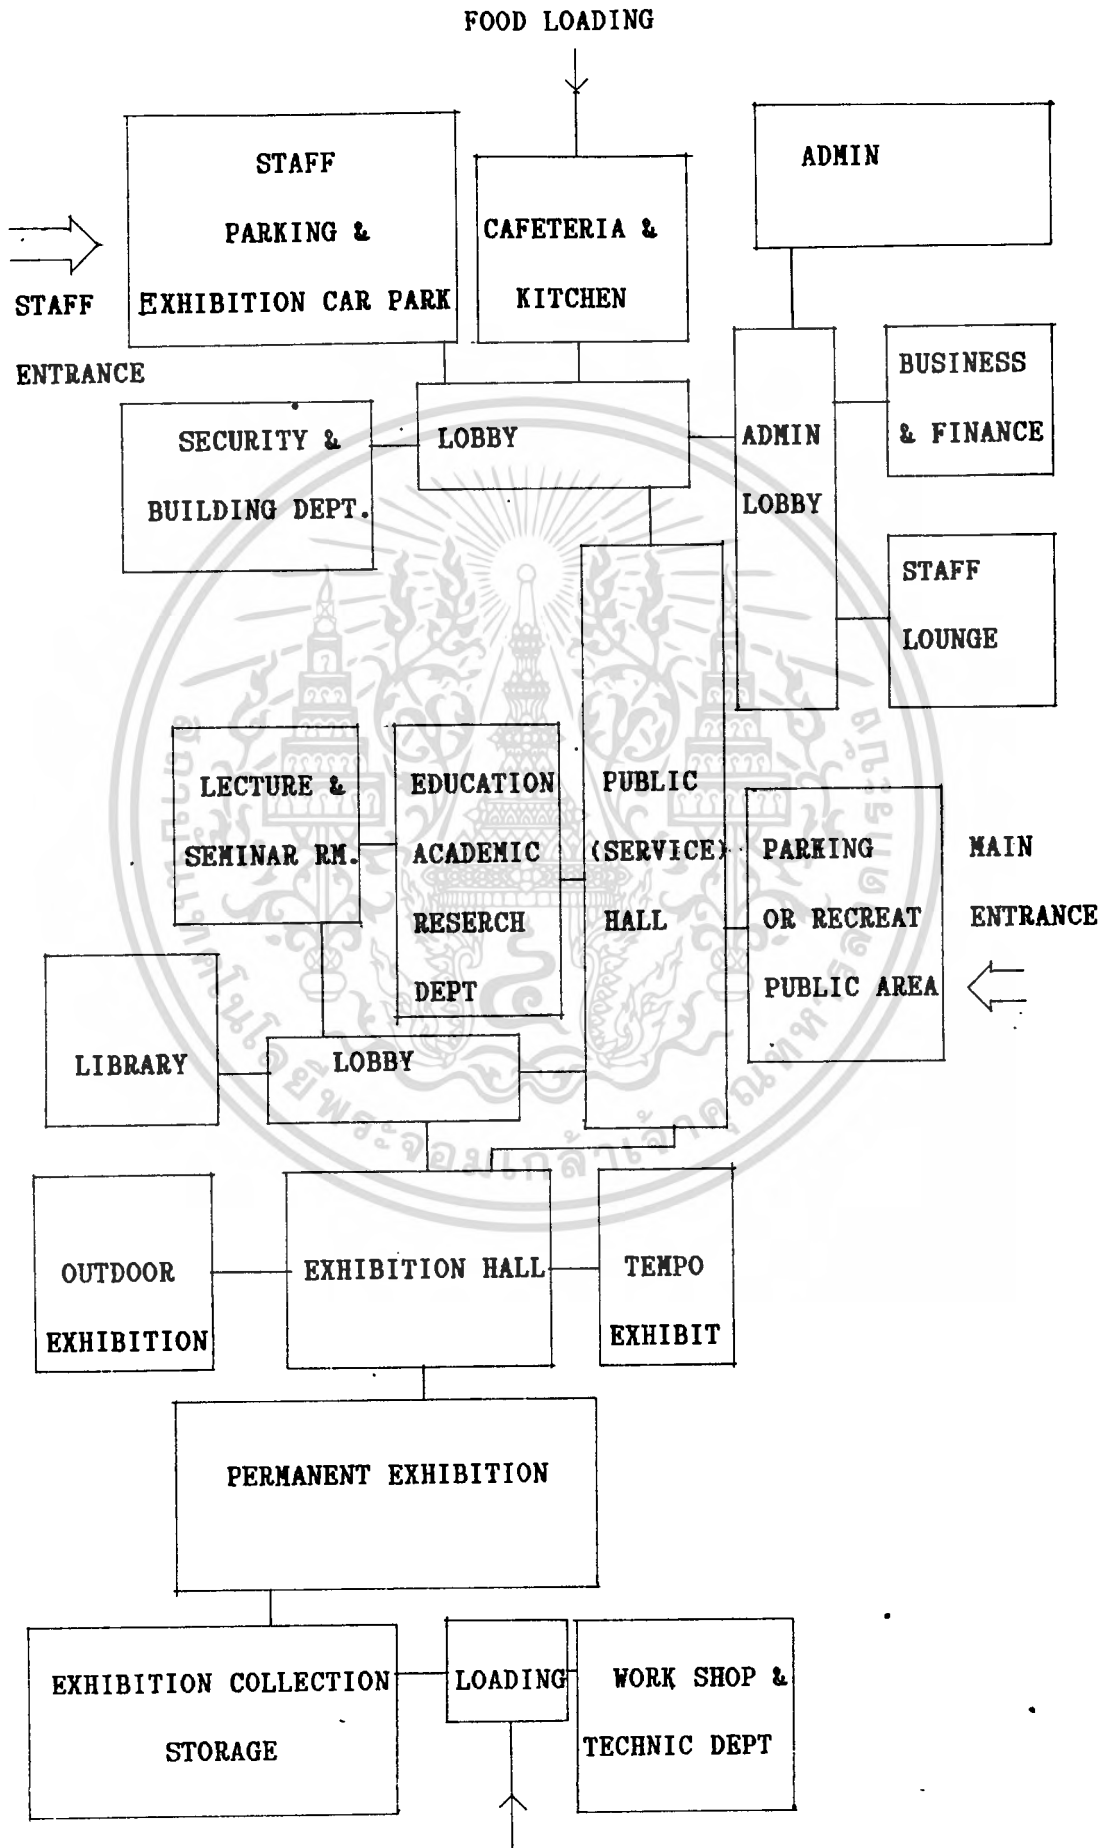 FOOD LOADING
STAFF
PARKING &
EXHIBITION CAR PARK
CAFETERIA &
KITCHEN
ADMIN
STAFF
ENTRANCE
SECURITY &
BUILDING DEPT.
LOBBY
ADMIN
LOBBY
BUSINESS
& FINANCE
STAFF
LOUNGE
LECTURE &
SEMINAR RM.
EDUCATION
ACADEMIC
RESERCH
DEPT
PUBLIC
(SERVICE)
HALL
PARKING
OR RECREAT
PUBLIC AREA
MAIN
ENTRANCE
LIBRARY
LOBBY
OUTDOOR
EXHIBITION
EXHIBITION HALL
TEMPO
EXHIBIT
PERMANENT EXHIBITION
EXHIBITION COLLECTION
STORAGE
LOADING
WORK SHOP &
TECHNIC DEPT